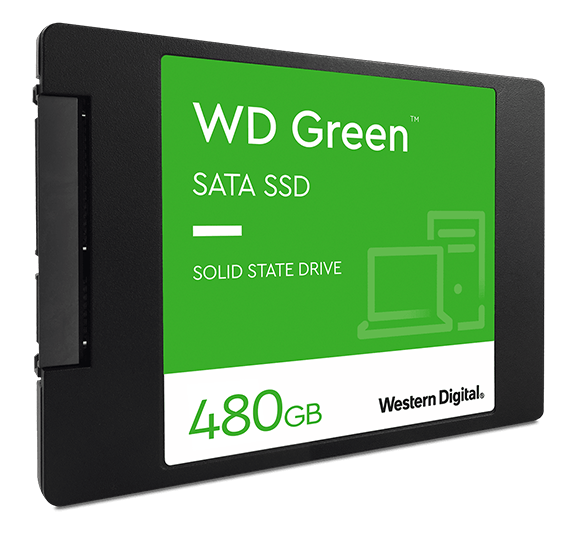 WD Green™
SATA SSD
SOLID STATE DRIVE
480GB
Western Digital®